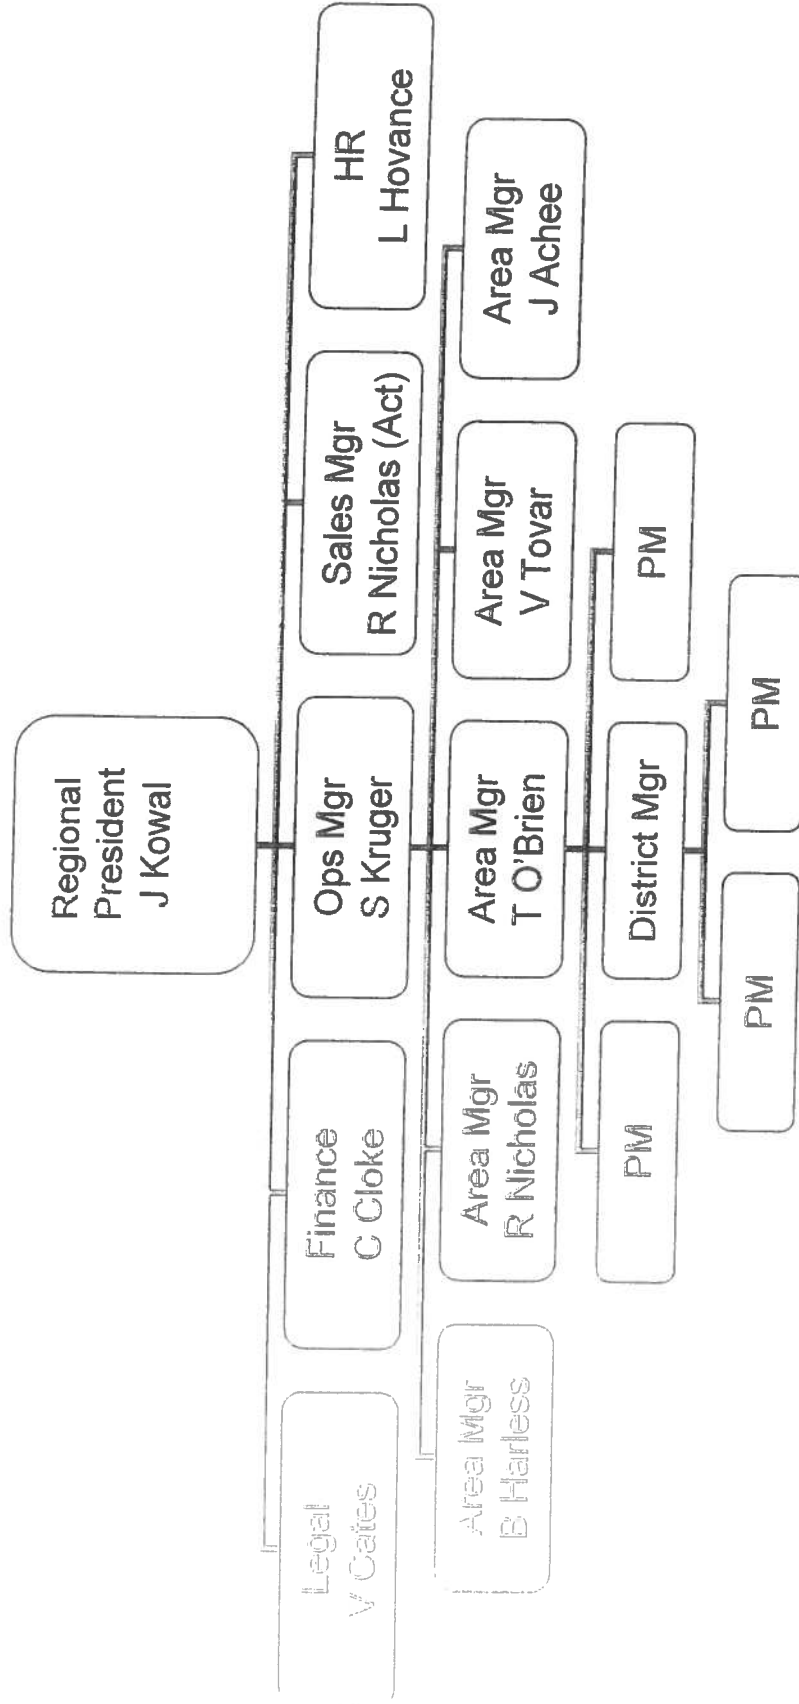 Regional
President
J Kowal
Legal
V Cates
Finance
C Cloke
Ops Mgr
S Kruger
Sales Mgr
R Nicholas (Act)
HR
L Hovance
Area Mgr
B Harless
Area Mgr
R Nicholas
Area Mgr
T O'Brien
Area Mgr
V Tovar
Area Mgr
J Achee
PM
District Mgr
PM
PM
PM